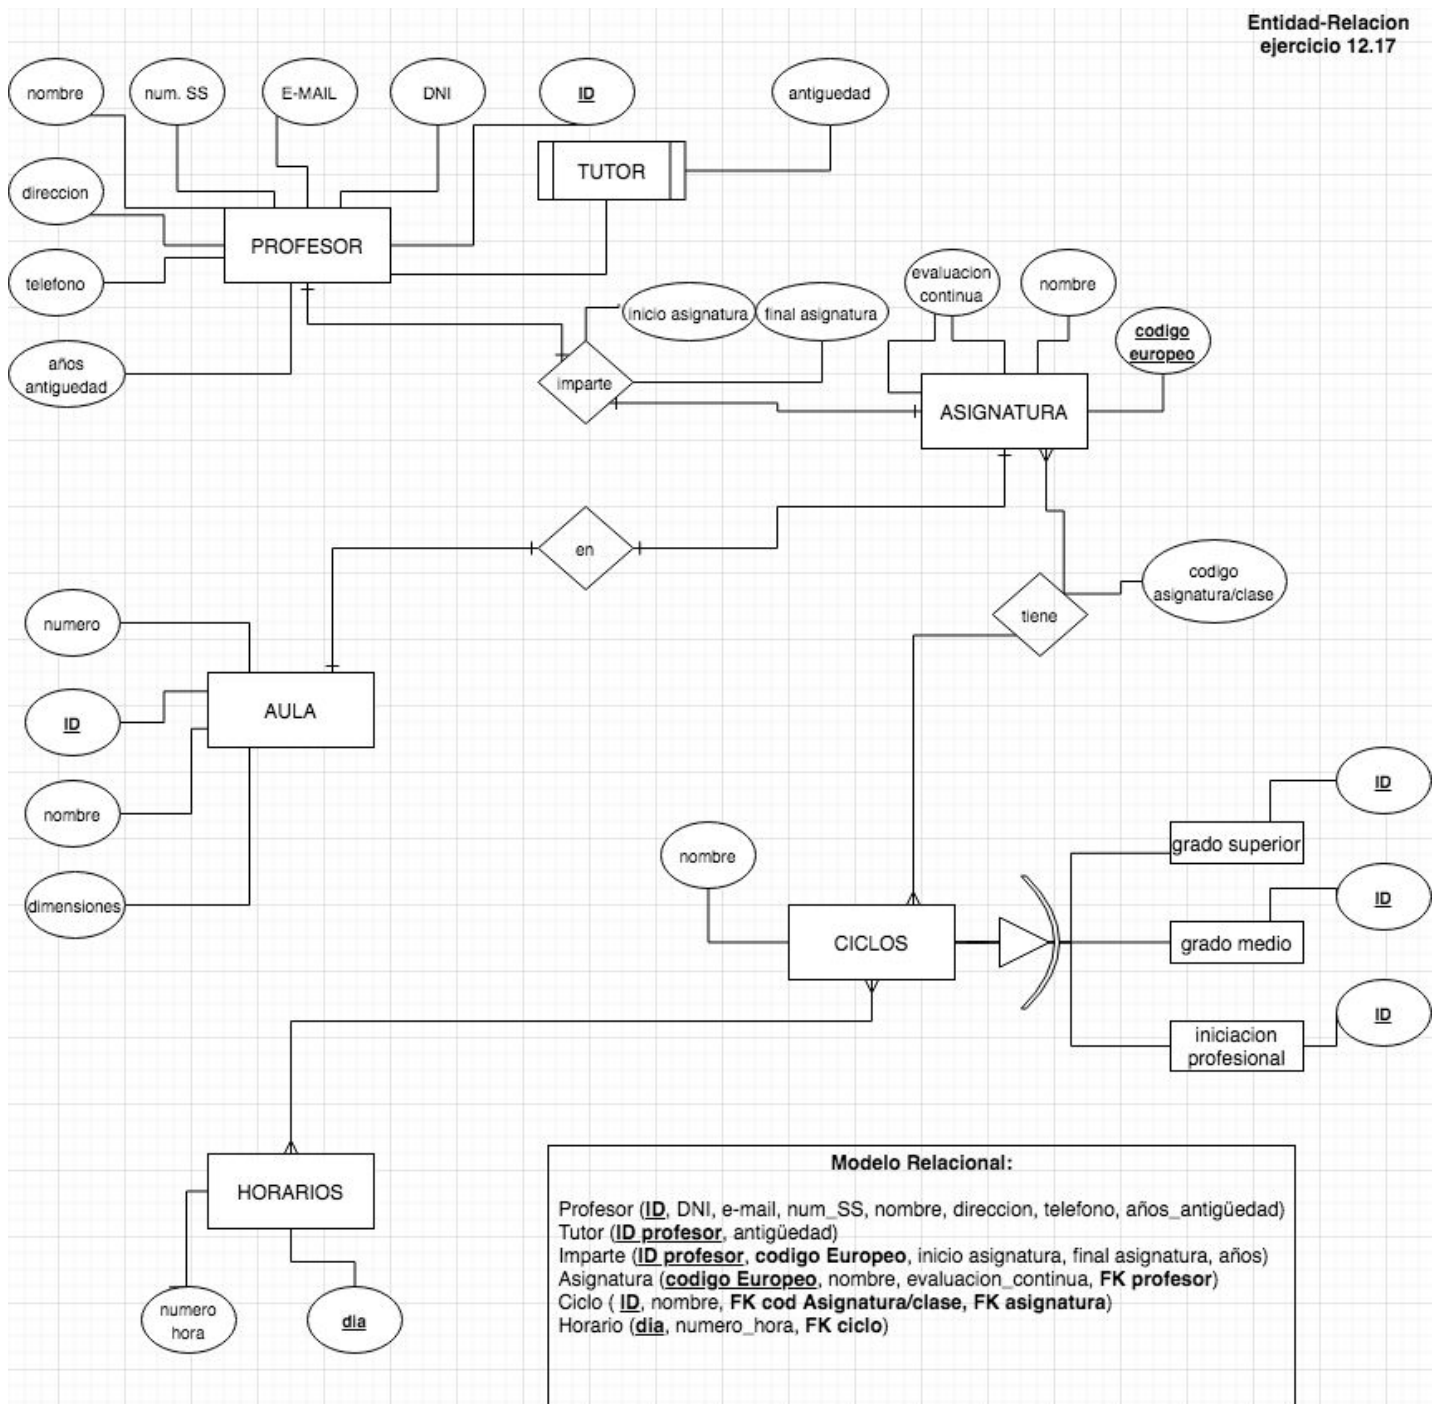 Entidad-Relacion
ejercicio 12.17
nombre
num. SS
E-MAIL
DNI
ID
antiguedad
TUTOR
direccion
PROFESOR
telefono
evaluacion
continua
nombre
inicio asignatura
final asignatura
codigo
europeo
años
antiguedad
imparte
ASIGNATURA
en
codigo
asignatura/clase
tiene
numero
AULA
ID
nombre
dimensiones
ID
grado superior
nombre
ID
CICLOS
grado medio
ID
iniciacion
profesional
HORARIOS
numero
hora
dia
Modelo Relacional:
Profesor (ID, DNI, e-mail, num_SS, nombre, direccion, telefono, años_antigüedad)
Tutor (ID profesor, antigüedad)
Imparte (ID profesor, codigo Europeo, inicio asignatura, final asignatura, años)
Asignatura (codigo Europeo, nombre, evaluacion_continua, FK profesor)
Ciclo ( ID, nombre, FK cod Asignatura/clase, FK asignatura)
Horario (dia, numero_hora, FK ciclo)